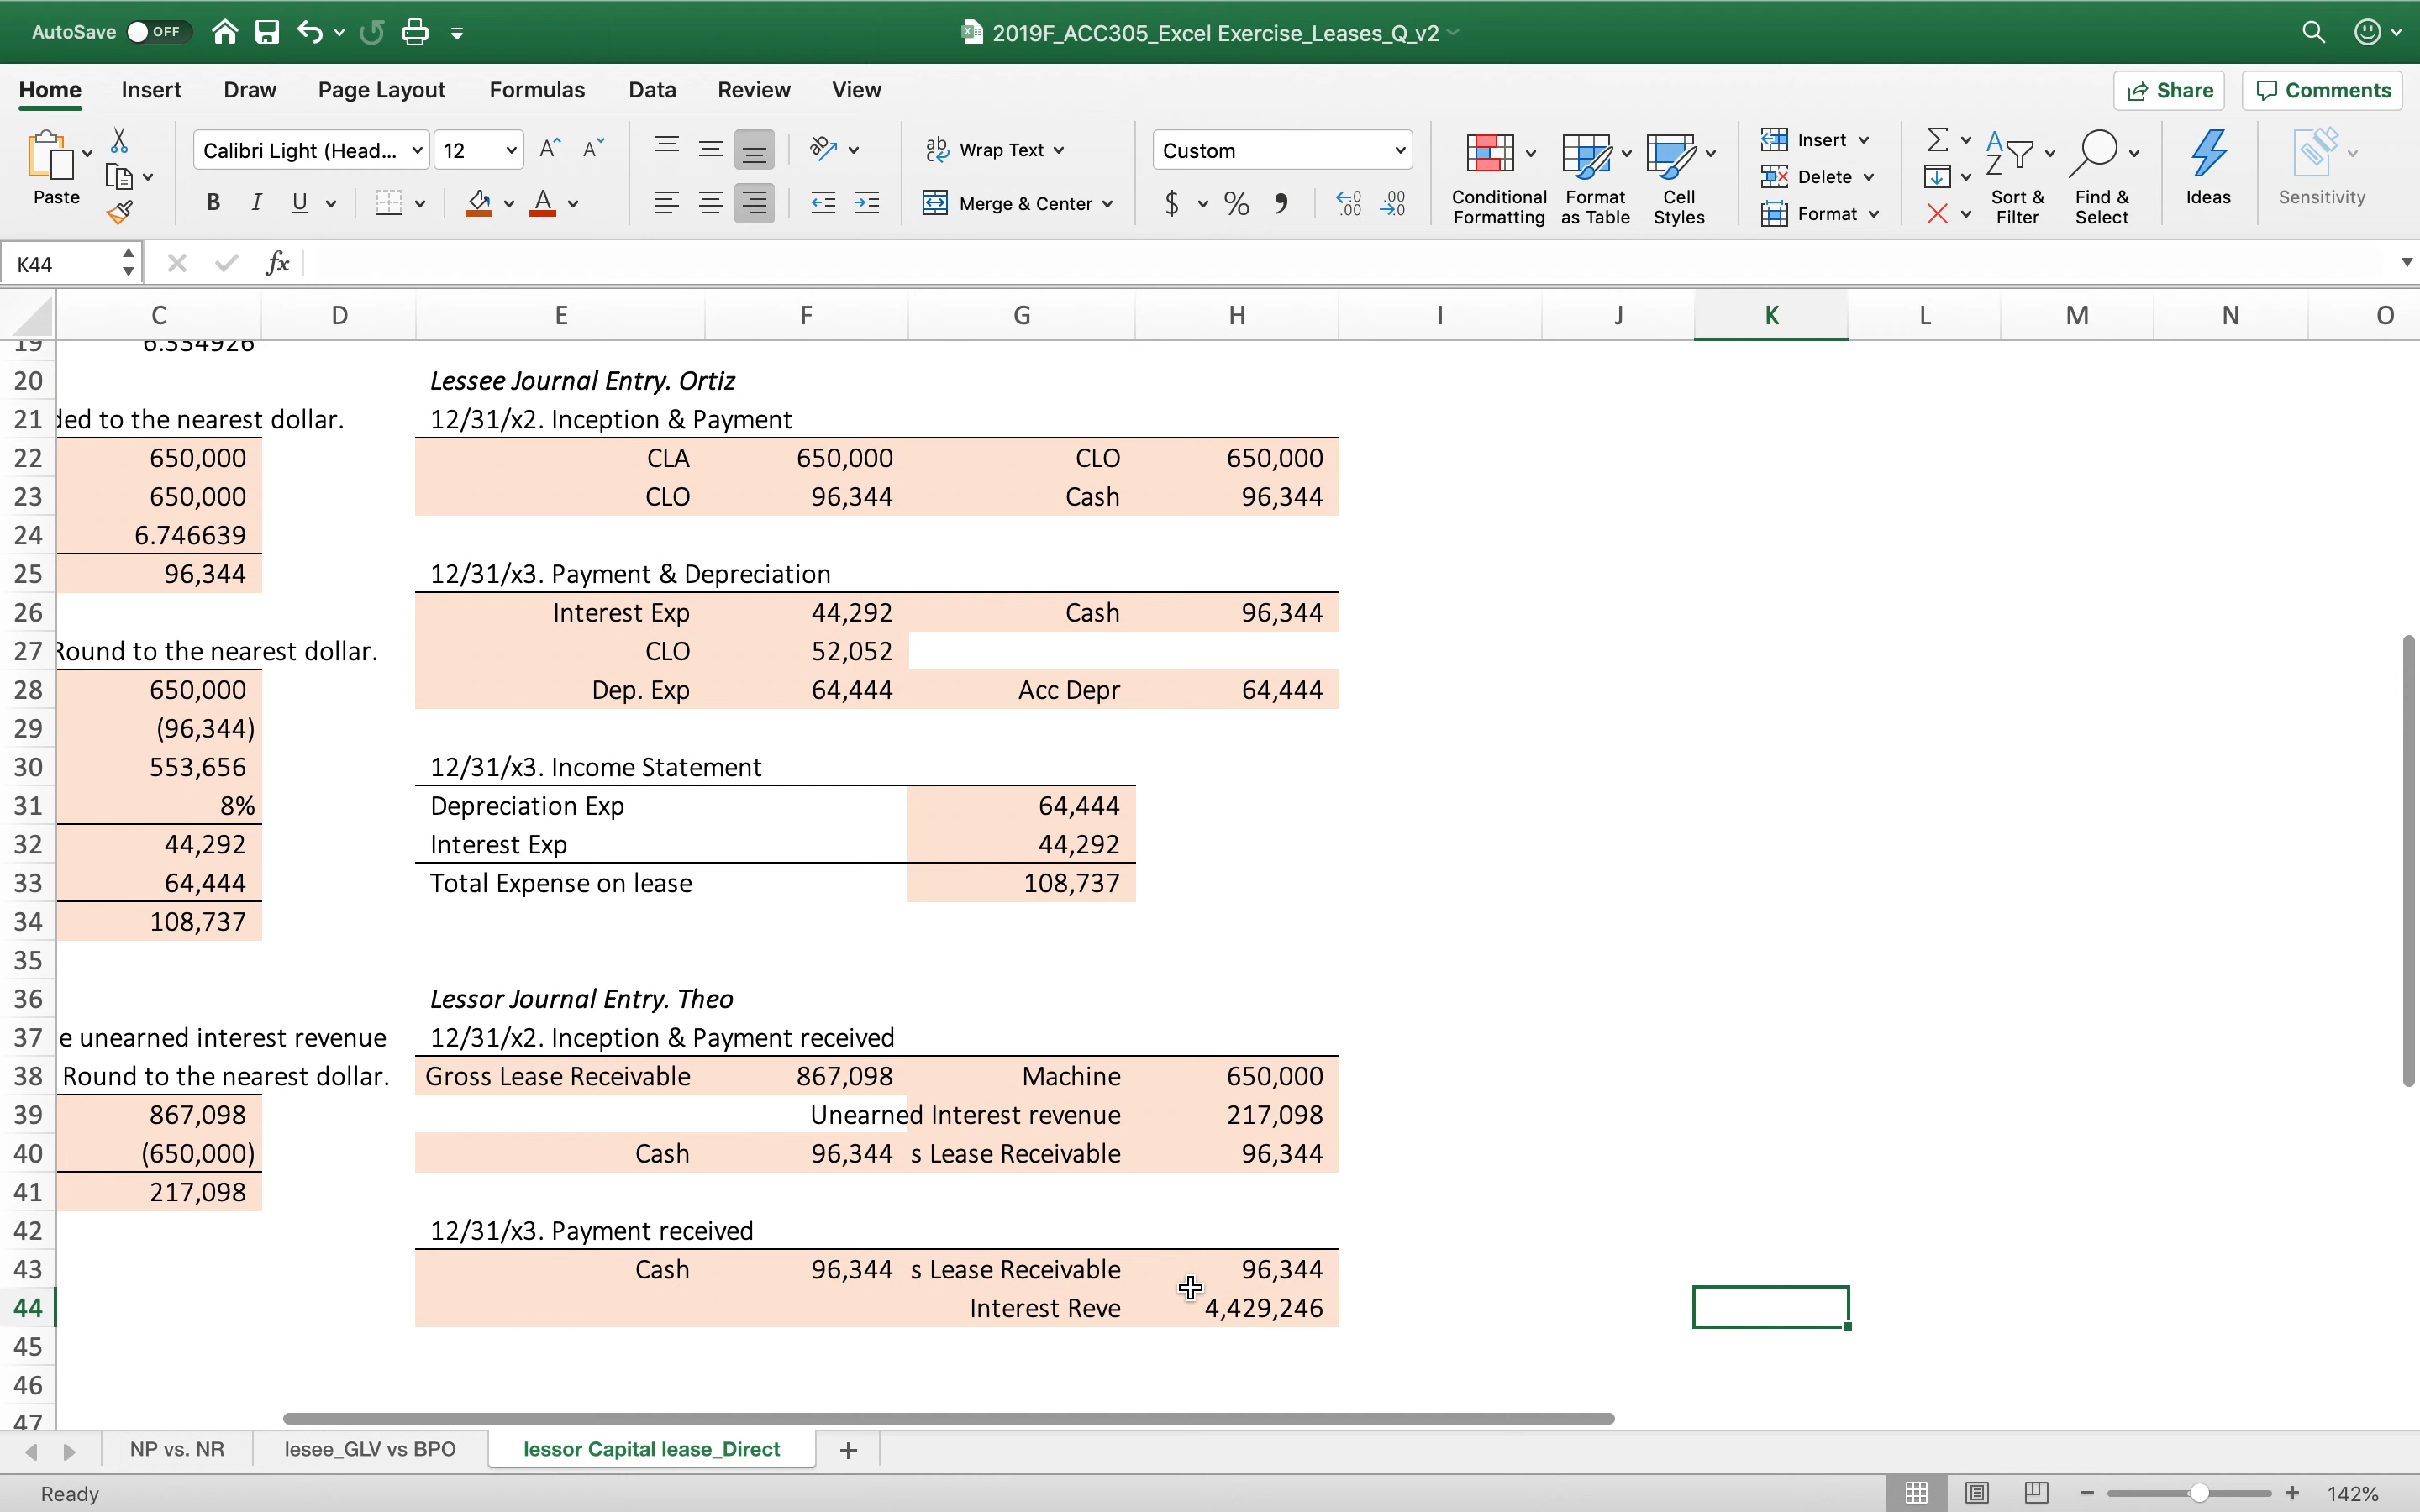 AutoSave OFF 2019F_ACC305_Excel Exercise_Leases_Q_v2
Home Insert Draw Page Layout Formulas Data Review View Share Comments
Paste Calibri Light (Head... 12 Wrap Text Custom Insert
Merge & Center Conditional Formatting Format as Table Cell Styles Delete Format Sort & Filter Find & Select Ideas Sensitivity
K44 fx
C D E F G H I J K L M N O
19 6.334926
20 Lessee Journal Entry. Ortiz
21 ded to the nearest dollar. 12/31/x2. Inception & Payment
22 650,000 CLA 650,000 CLO 650,000
23 650,000 CLO 96,344 Cash 96,344
24 6.746639
25 96,344 12/31/x3. Payment & Depreciation
26 Interest Exp 44,292 Cash 96,344
27 Round to the nearest dollar. CLO 52,052
28 650,000 Dep. Exp 64,444 Acc Depr 64,444
29 (96,344)
30 553,656 12/31/x3. Income Statement
31 8% Depreciation Exp 64,444
32 44,292 Interest Exp 44,292
33 64,444 Total Expense on lease 108,737
34 108,737
35
36 Lessor Journal Entry. Theo
37 e unearned interest revenue 12/31/x2. Inception & Payment received
38 Round to the nearest dollar. Gross Lease Receivable 867,098 Machine 650,000
39 867,098 Unearned Interest revenue 217,098
40 (650,000) Cash 96,344 s Lease Receivable 96,344
41 217,098
42 12/31/x3. Payment received
43 Cash 96,344 s Lease Receivable 96,344
44 Interest Reve 4,429,246
45
46
47
NP vs. NR lesee_GLV vs BPO lessor Capital lease_Direct +
Ready 142%